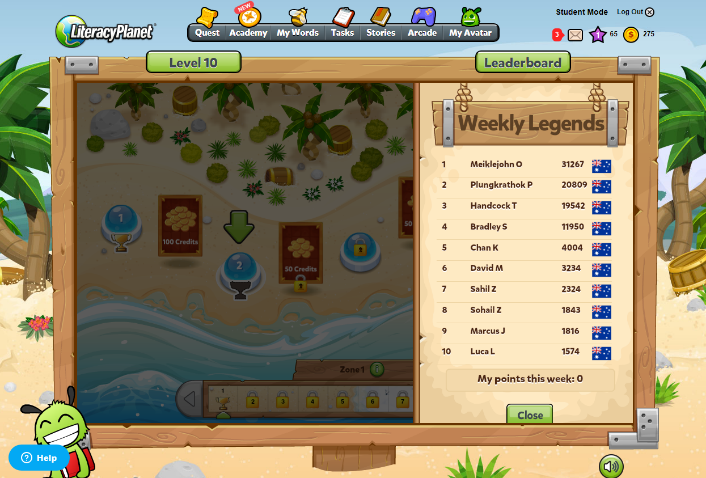 LiteracyPlanet
NEW
Quest
Academy
My Words
Tasks
Stories
Arcade
My Avatar
Student Mode
Log Out
3
1
65
$
275
Level 10
Leaderboard
Weekly Legends
1 Meiklejohn O 31267
2 Plungkrathok P 20809
3 Handcock T 19542
4 Bradley S 11950
5 Chan K 4004
6 David M 3234
7 Sahil Z 2324
8 Sohail Z 1843
9 Marcus J 1816
10 Luca L 1574
My points this week: 0
Close
1
100 Credits
2
50 Credits
50
Zone 1
1
2
3
4
5
6
7
? Help